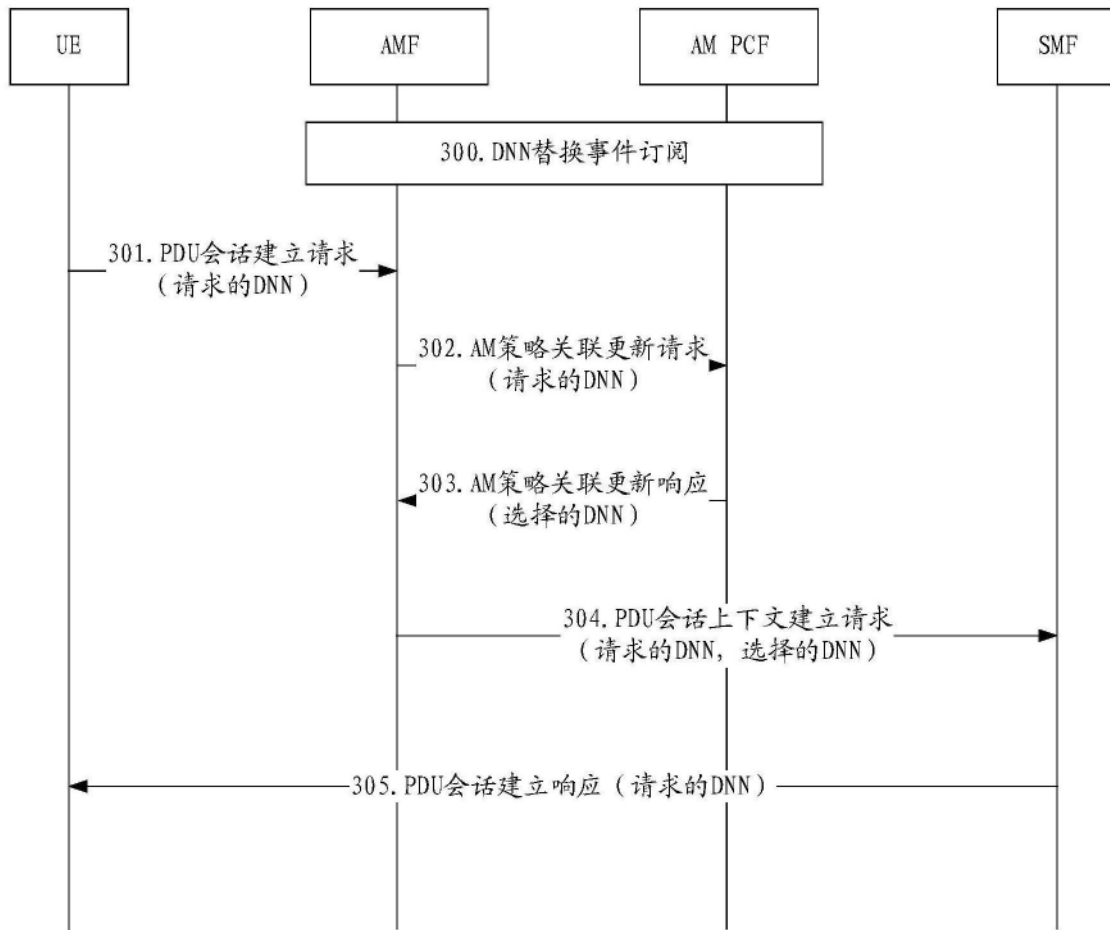 UE
AMF
AM PCF
SMF
300.DNN替换事件订阅
301.PDU会话建立请求
（请求的DNN）
302.AM策略关联更新请求
（请求的DNN）
303.AM策略关联更新响应
（选择的DNN）
304.PDU会话上下文建立请求
（请求的DNN，选择的DNN）
305.PDU会话建立响应（请求的DNN）